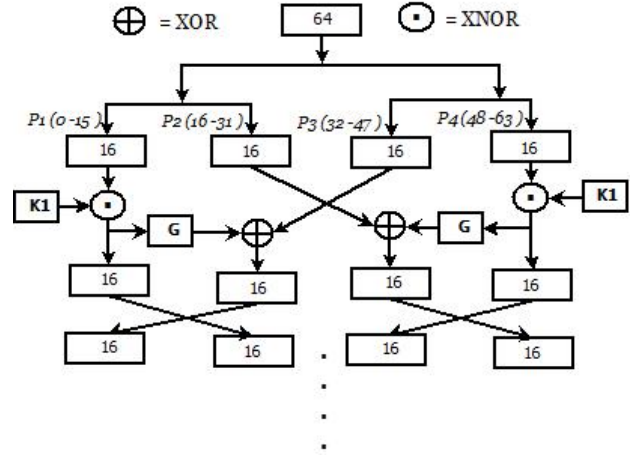 = XOR
64
= XNOR
P1 (0-15)
P2 (16-31)
P3 (32-47)
P4 (48-63)
16
16
16
16
K1
G
G
K1
16
16
16
16
16
16
16
16